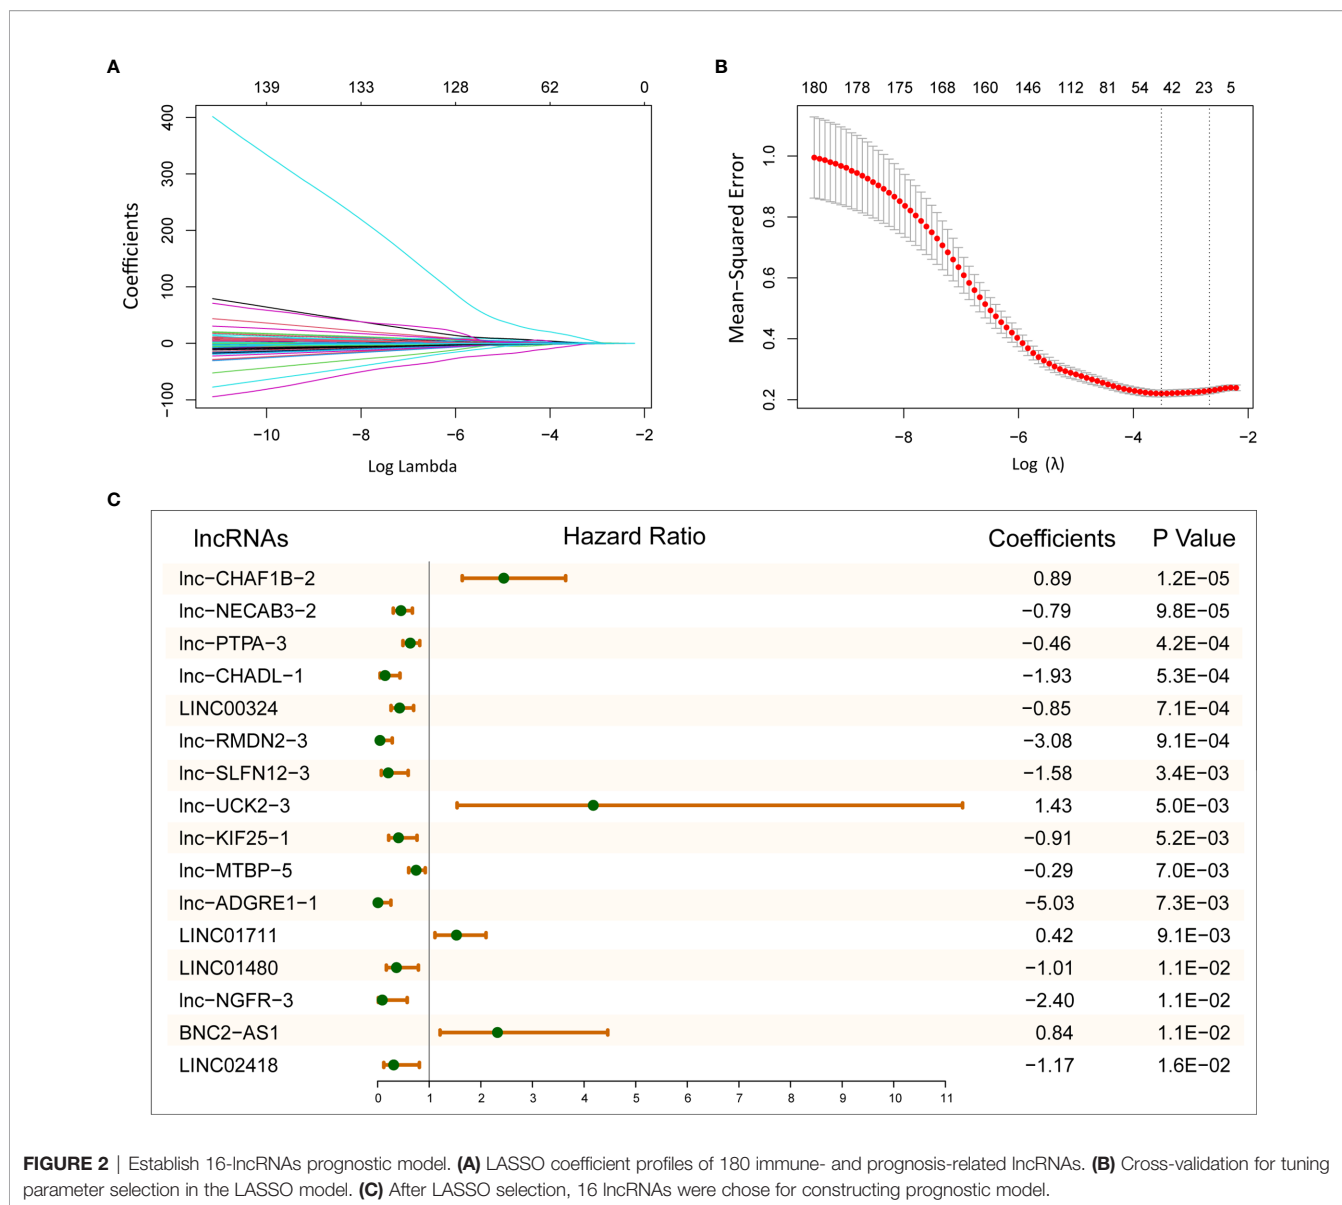 A
139 133 128 62 0
400
300
200
100
0
−100
Coefficients
−10 −8 −6 −4 −2
Log Lambda
B
180 178 175 168 160 146 112 81 54 42 23 5
1.0
0.8
0.6
0.4
0.2
Mean−Squared Error
−8 −6 −4 −2
Log (λ)
C
lncRNAs Hazard Ratio Coefficients P Value
lnc−CHAF1B−2 0.89 1.2E−05
lnc−NECAB3−2 −0.79 9.8E−05
lnc−PTPA−3 −0.46 4.2E−04
lnc−CHADL−1 −1.93 5.3E−04
LINC00324 −0.85 7.1E−04
lnc−RMDN2−3 −3.08 9.1E−04
lnc−SLFN12−3 −1.58 3.4E−03
lnc−UCK2−3 1.43 5.0E−03
lnc−KIF25−1 −0.91 5.2E−03
lnc−MTBP−5 −0.29 7.0E−03
lnc−ADGRE1−1 −5.03 7.3E−03
LINC01711 0.42 9.1E−03
LINC01480 −1.01 1.1E−02
lnc−NGFR−3 −2.40 1.1E−02
BNC2−AS1 0.84 1.1E−02
LINC02418 −1.17 1.6E−02
0 1 2 3 4 5 6 7 8 9 10 11
FIGURE 2 | Establish 16-lncRNAs prognostic model. (A) LASSO coefficient profiles of 180 immune- and prognosis-related lncRNAs. (B) Cross-validation for tuning
parameter selection in the LASSO model. (C) After LASSO selection, 16 lncRNAs were chose for constructing prognostic model.